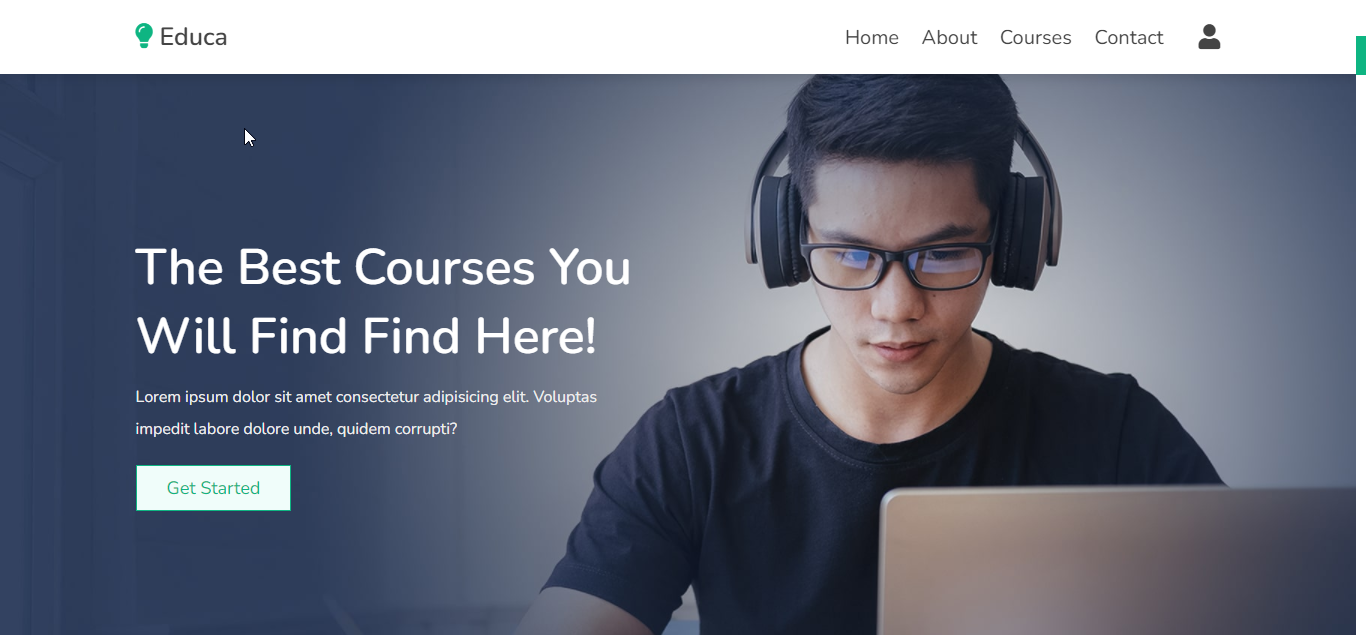 Educa
Home About Courses Contact
The Best Courses You
Will Find Find Here!
Lorem ipsum dolor sit amet consectetur adipisicing elit. Voluptas
impedit labore dolore unde, quidem corrupti?
Get Started